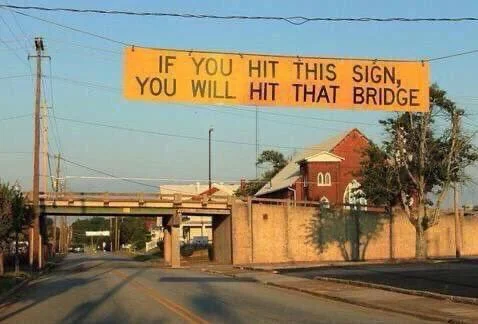 IF YOU HIT THIS SIGN,
YOU WILL HIT THAT BRIDGE